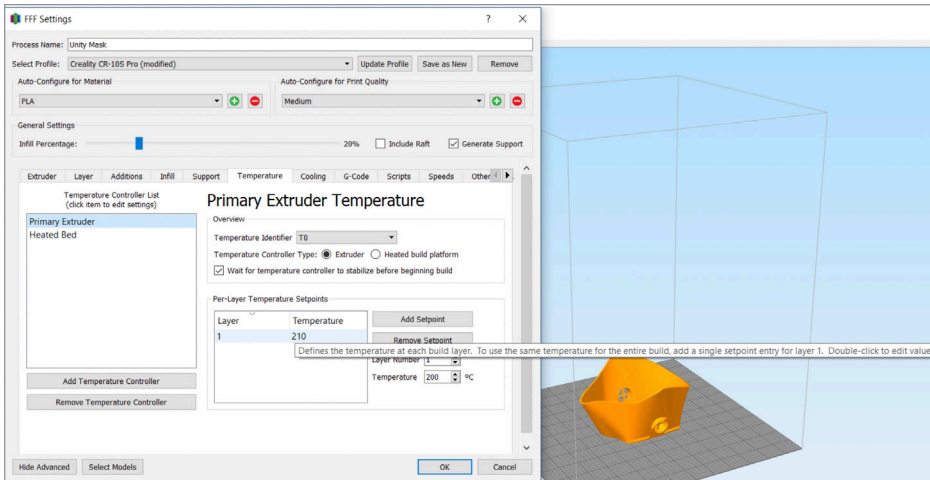 FFF Settings
?
Process Name: Unity Mask
Select Profile: Creality CR-10S Pro (modified) Update Profile Save as New Remove
Auto-Configure for Material Auto-Configure for Print Quality
PLA Medium
General Settings
Infill Percentage: 20% Include Raft Generate Support
Extruder Layer Additions Infill Support Temperature Cooling G-Code Scripts Speeds Other
Temperature Controller List
(click item to edit settings)
Primary Extruder
Heated Bed
Add Temperature Controller
Remove Temperature Controller
Primary Extruder Temperature
Overview
Temperature Identifier T0
Temperature Controller Type: Extruder Heated build platform
Wait for temperature controller to stabilize before beginning build
Per-Layer Temperature Setpoints
Layer Temperature
1 210
Add Setpoint
Remove Setpoint
Defines the temperature at each build layer. To use the same temperature for the entire build, add a single setpoint entry for layer 1. Double-click to edit value
Layer Number 1
Temperature 200 ºC
Hide Advanced Select Models OK Cancel